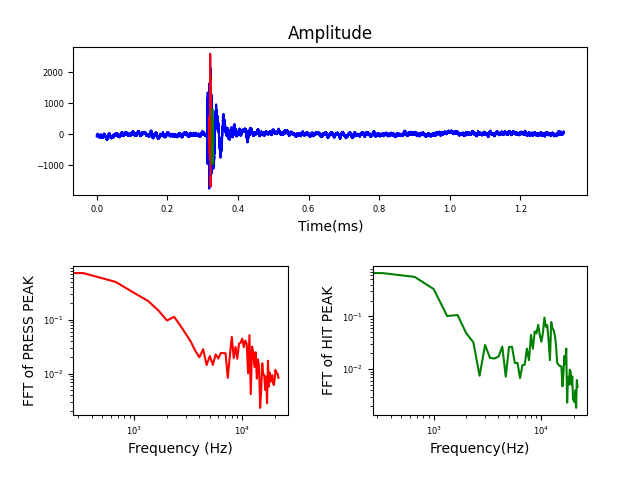 Amplitude
2000
1000
0
−1000
0.0 0.2 0.4 0.6 0.8 1.0 1.2
Time(ms)
FFT of PRESS PEAK
10⁻¹
10⁻²
10³ 10⁴
Frequency (Hz)
FFT of HIT PEAK
10⁻¹
10⁻²
10³ 10⁴
Frequency(Hz)